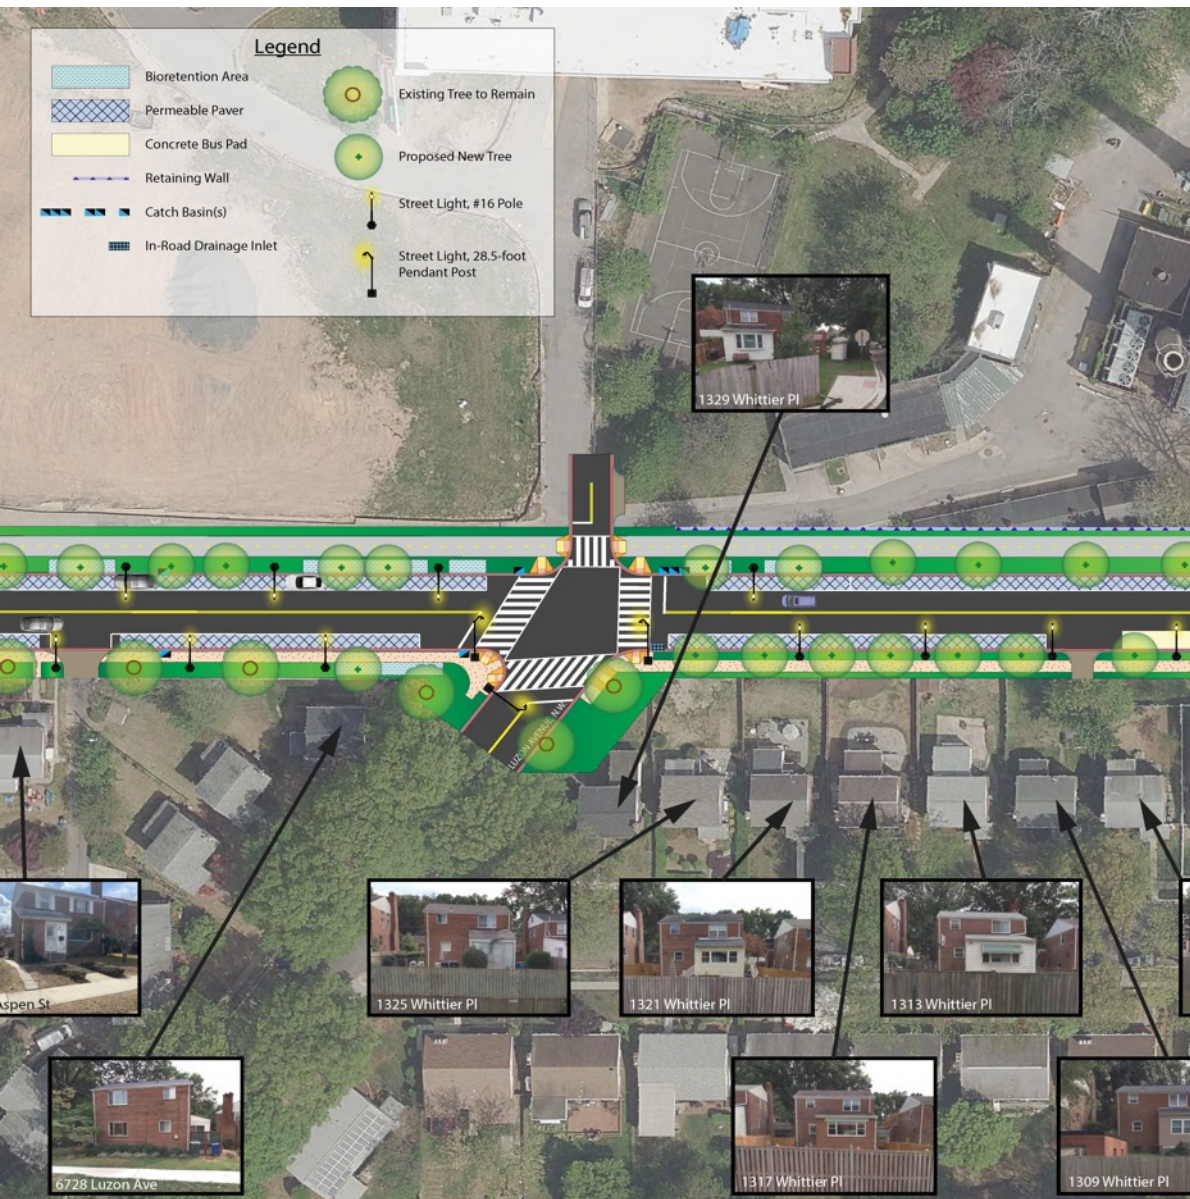 Legend
Bioretention Area
Permeable Paver
Concrete Bus Pad
Retaining Wall
Catch Basin(s)
In-Road Drainage Inlet
Existing Tree to Remain
Proposed New Tree
Street Light, #16 Pole
Street Light, 28.5-foot
Pendant Post
1329 Whittier Pl
LUZON AVENUE N.W.
Aspen St
1325 Whittier Pl
1321 Whittier Pl
1313 Whittier Pl
6728 Luzon Ave
1317 Whittier Pl
1309 Whittier Pl